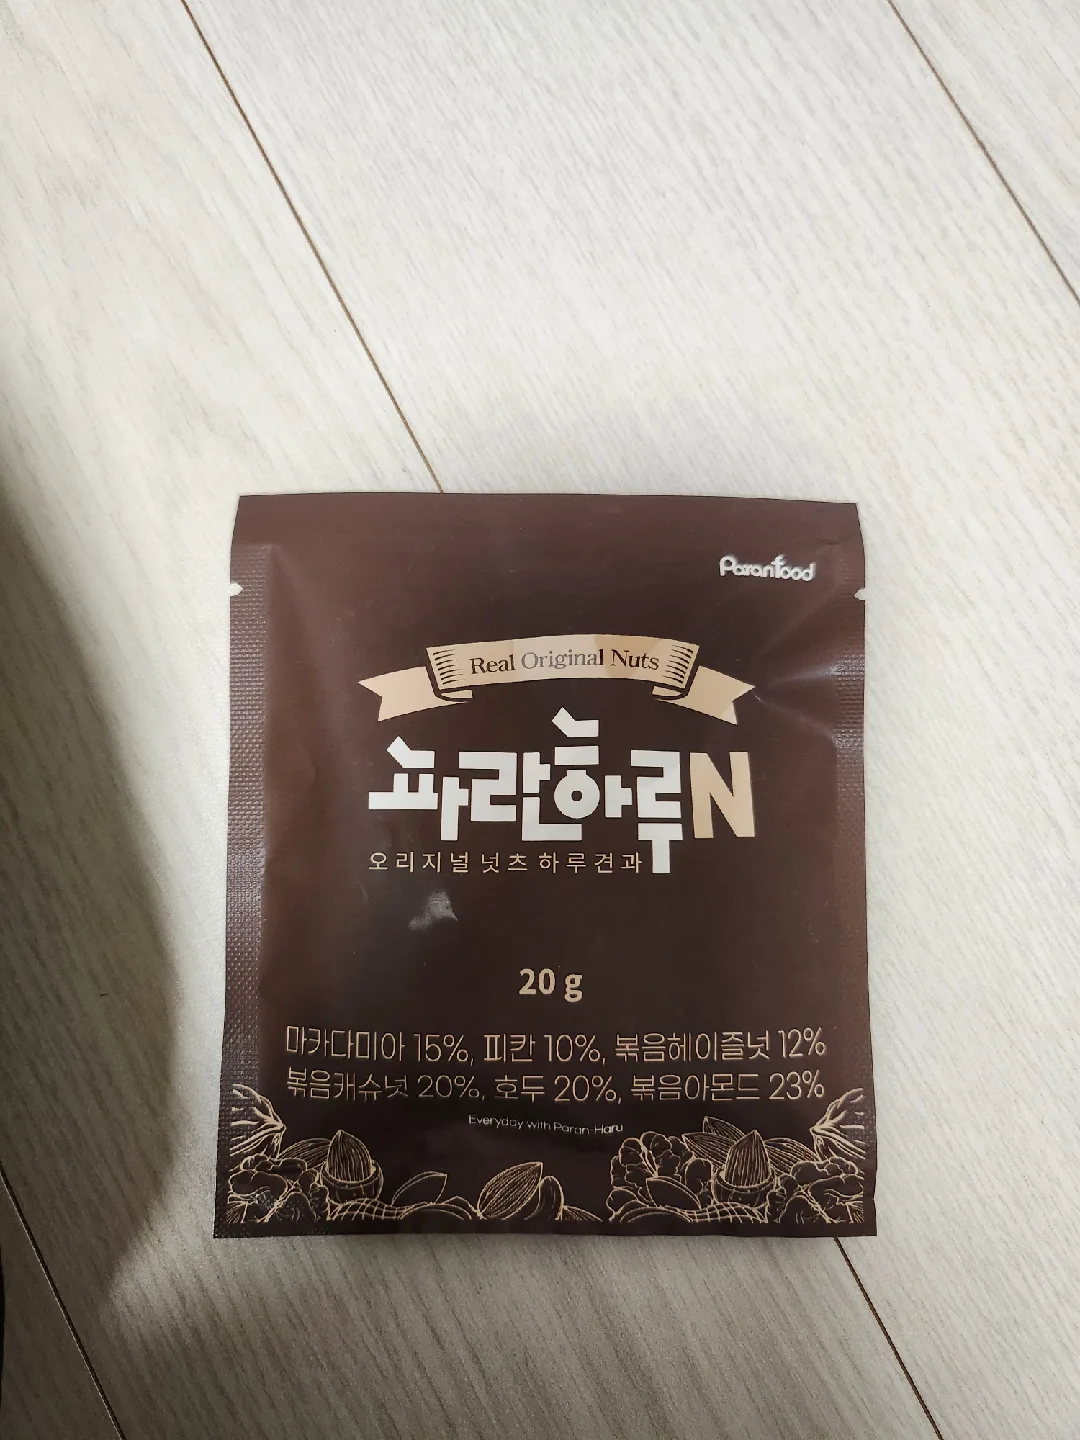 ParanFood
Real Original Nuts
파란하루N
오리지널 넛츠 하루견과
20 g
마카다미아 15%, 피칸 10%, 볶음헤이즐넛 12%
볶음캐슈넛 20%, 호두 20%, 볶음아몬드 23%
Everyday with Paran-Haru